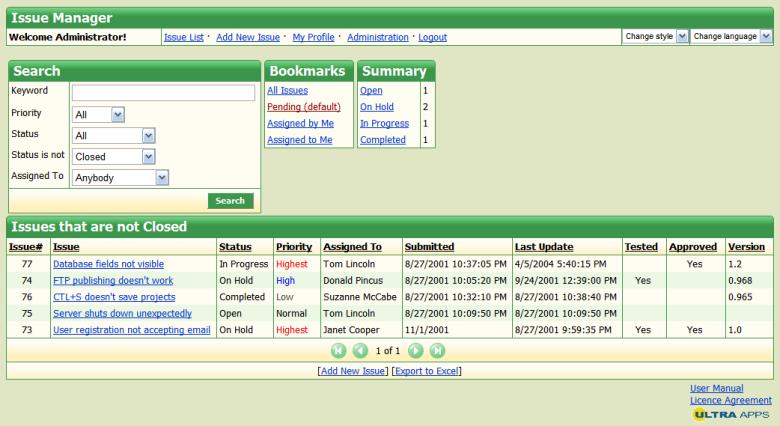 Issue Manager
Welcome Administrator! Issue List · Add New Issue · My Profile · Administration · Logout Change style Change language
Search
Keyword
Priority All
Status All
Status is not Closed
Assigned To Anybody
Search
Bookmarks
All Issues
Pending (default)
Assigned by Me
Assigned to Me
Summary
Open 1
On Hold 2
In Progress 1
Completed 1
Issues that are not Closed
Issue# Issue Status Priority Assigned To Submitted Last Update Tested Approved Version
77 Database fields not visible In Progress Highest Tom Lincoln 8/27/2001 10:37:05 PM 4/5/2004 5:40:15 PM Yes 1.2
74 FTP publishing doesn't work On Hold High Donald Pincus 8/27/2001 10:05:20 PM 9/24/2001 12:39:00 PM Yes 0.968
76 CTL+S doesn't save projects Completed Low Suzanne McCabe 8/27/2001 10:32:10 PM 8/27/2001 10:38:40 PM 0.965
75 Server shuts down unexpectedly Open Normal Tom Lincoln 8/27/2001 10:09:50 PM 8/27/2001 10:09:50 PM
73 User registration not accepting email On Hold Highest Janet Cooper 11/1/2001 8/27/2001 9:59:35 PM Yes Yes 1.0
1 of 1
[Add New Issue] [Export to Excel]
User Manual
Licence Agreement
ULTRA APPS